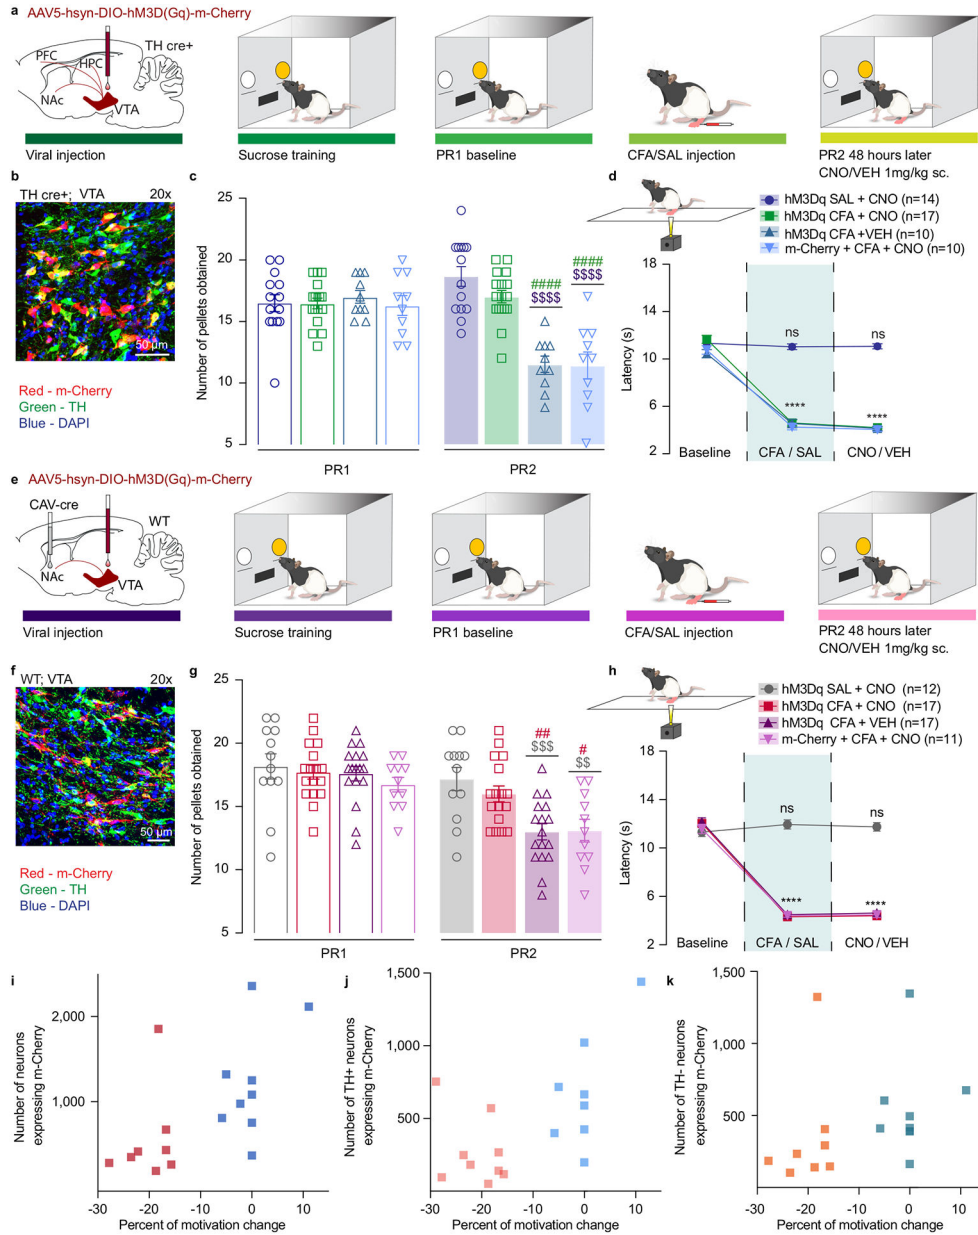 a AAV5-hsyn-DIO-hM3D(Gq)-m-Cherry
TH cre+
PFC
HPC
NAc
VTA
Viral injection
Sucrose training
PR1 baseline
CFA/SAL injection
PR2 48 hours later
CNO/VEH 1mg/kg sc.
b TH cre+; VTA 20x
50 µm
Red - m-Cherry
Green - TH
Blue - DAPI
c
Number of pellets obtained
25
20
15
10
5
####
$$$$
####
$$$$
PR1 PR2
d
hM3Dq SAL + CNO (n=14)
hM3Dq CFA + CNO (n=17)
hM3Dq CFA +VEH (n=10)
m-Cherry + CFA + CNO (n=10)
Latency (s)
18
14
10
6
2
ns ns
**** ****
Baseline CFA / SAL CNO / VEH
e AAV5-hsyn-DIO-hM3D(Gq)-m-Cherry
CAV-cre
WT
NAc
VTA
Viral injection
Sucrose training
PR1 baseline
CFA/SAL injection
PR2 48 hours later
CNO/VEH 1mg/kg sc.
f WT; VTA 20x
50 µm
Red - m-Cherry
Green - TH
Blue - DAPI
g
Number of pellets obtained
25
20
15
10
5
##
$$$
#
$$
PR1 PR2
h
hM3Dq SAL + CNO (n=12)
hM3Dq CFA + CNO (n=17)
hM3Dq CFA + VEH (n=17)
m-Cherry + CFA + CNO (n=11)
Latency (s)
18
14
10
6
2
ns ns
**** ****
Baseline CFA / SAL CNO / VEH
i
Number of neurons
expressing m-Cherry
2,000
1,000
-30 -20 -10 0 10
Percent of motivation change
j
Number of TH+ neurons
expressing m-Cherry
1,500
1,000
500
-30 -20 -10 0 10
Percent of motivation change
k
Number of TH- neurons
expressing m-Cherry
1,500
1,000
500
-30 -20 -10 0 10
Percent of motivation change